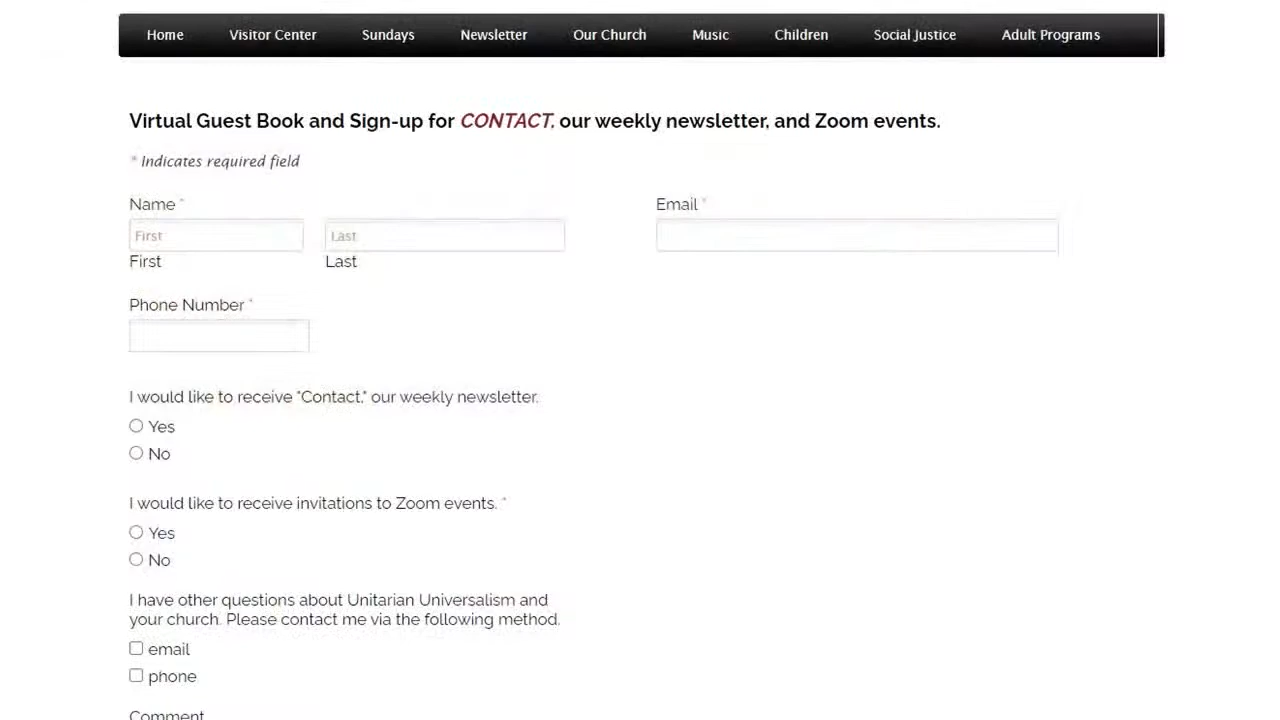 Home Visitor Center Sundays Newsletter Our Church Music Children Social Justice Adult Programs
Virtual Guest Book and Sign-up for CONTACT, our weekly newsletter, and Zoom events.
* Indicates required field
Name * Email *
First Last
First Last
Phone Number *
I would like to receive "Contact," our weekly newsletter.
Yes
No
I would like to receive invitations to Zoom events. *
Yes
No
I have other questions about Unitarian Universalism and
your church. Please contact me via the following method.
email
phone
Comment